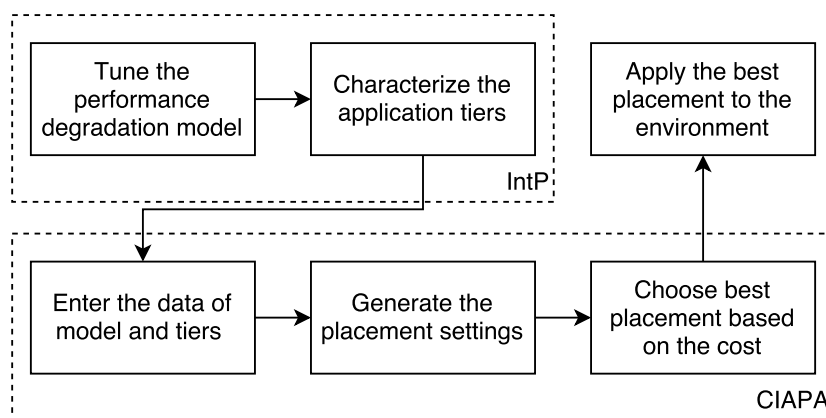 Tune the
performance
degradation model
Characterize the
application tiers
Apply the best
placement to the
environment
IntP
Enter the data of
model and tiers
Generate the
placement settings
Choose best
placement based
on the cost
CIAPA